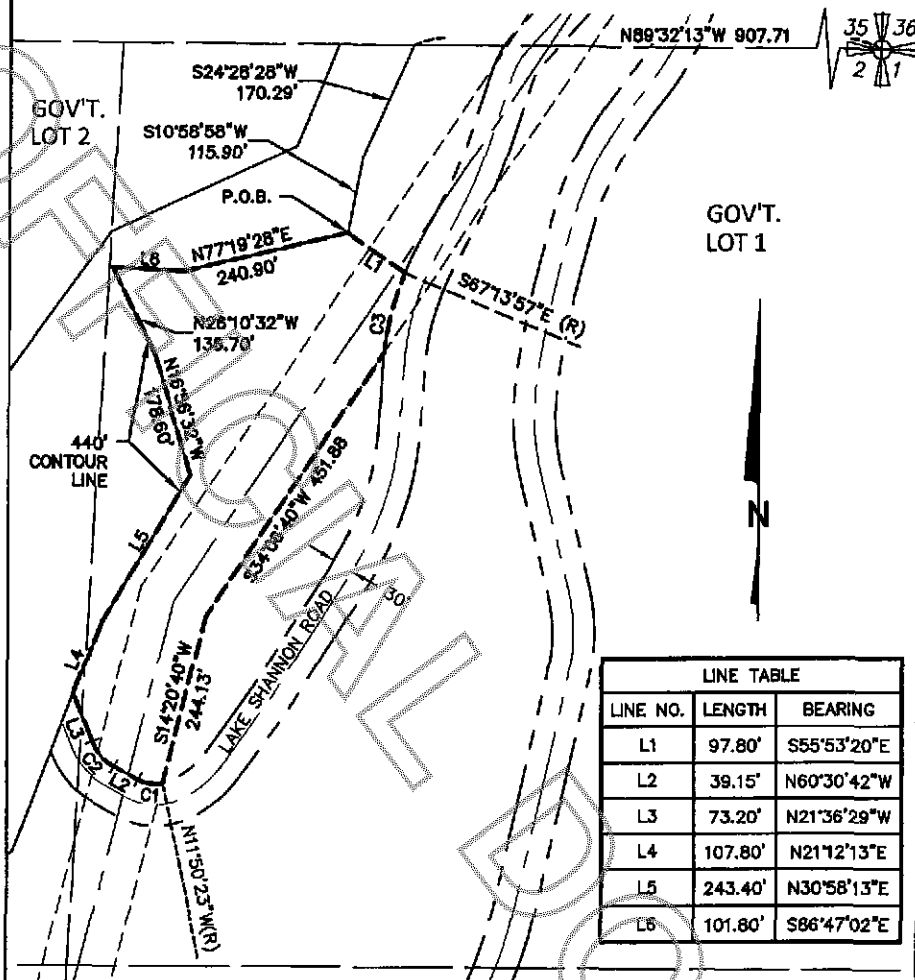 N89°32'13"W 907.71
35 36
2 1
S24°28'28"W
170.29'
GOV'T.
LOT 2
S10°58'58"W
115.90'
P.O.B.
GOV'T.
LOT 1
L6
N77°19'28"E
240.90'
L1
S67°13'57"E (R)
C3
N26°10'32"W
135.70'
N16°56'32"W
178.60'
440'
CONTOUR
LINE
L5
S34°00'40"W 451.88
N
30'
LAKE SHANNON ROAD
L4
S14°20'40"W
244.13'
L3
C2
L2
C1
N11°50'23"W(R)
LINE TABLE
LINE NO. LENGTH BEARING
L1 97.80' S55°53'20"E
L2 39.15' N60°30'42"W
L3 73.20' N21°36'29"W
L4 107.80' N21°12'13"E
L5 243.40' N30°58'13"E
L6 101.80' S86°47'02"E